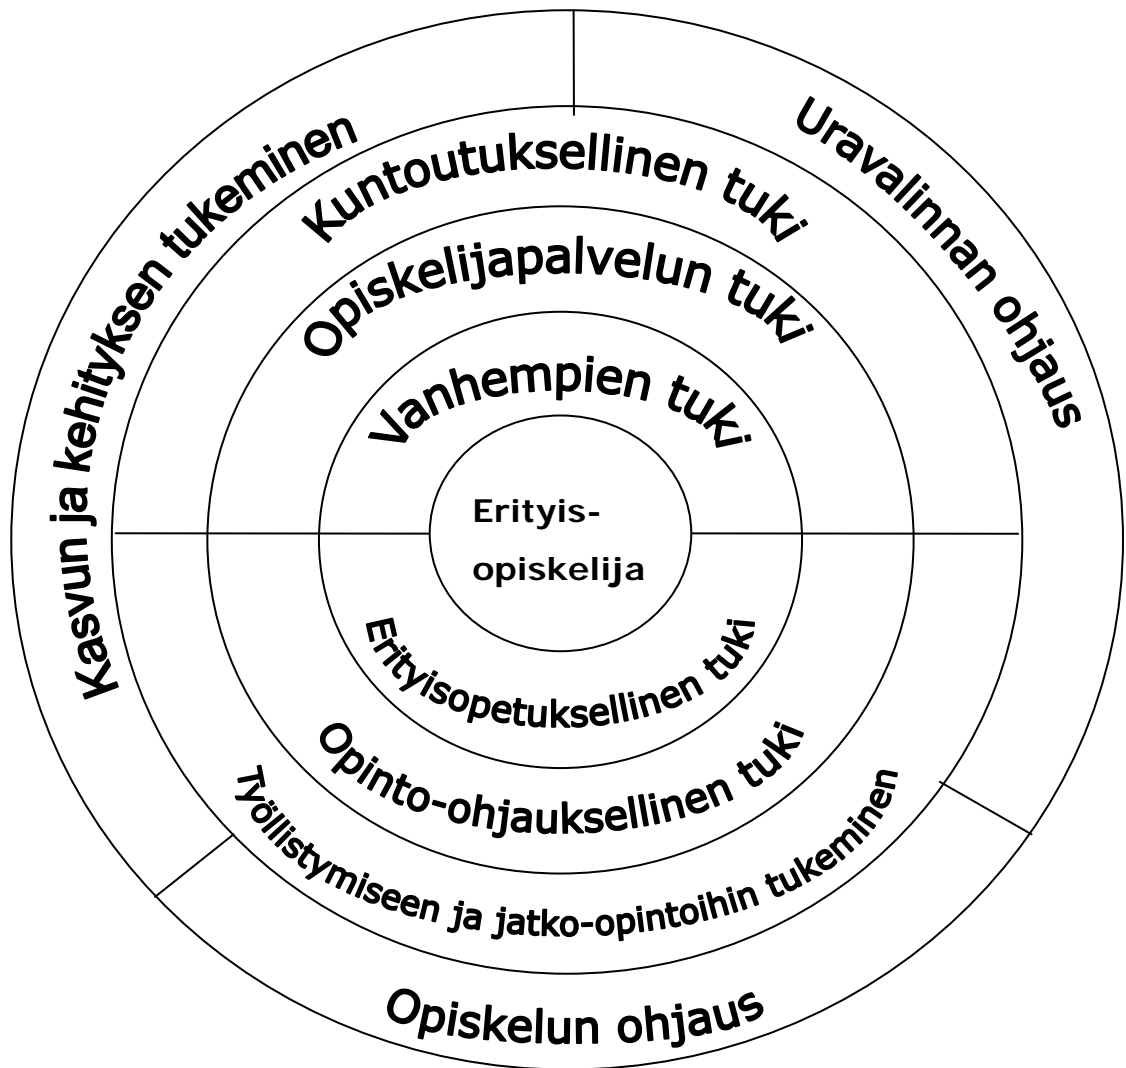 Kasvun ja kehityksen tukeminen
Uravalinnan ohjaus
Kuntoutuksellinen tuki
Opiskelijapalvelun tuki
Vanhempien tuki
Erityis-
opiskelija
Erityisopetuksellinen tuki
Opinto-ohjauksellinen tuki
Työllistymiseen ja jatko-opintoihin tukeminen
Opiskelun ohjaus